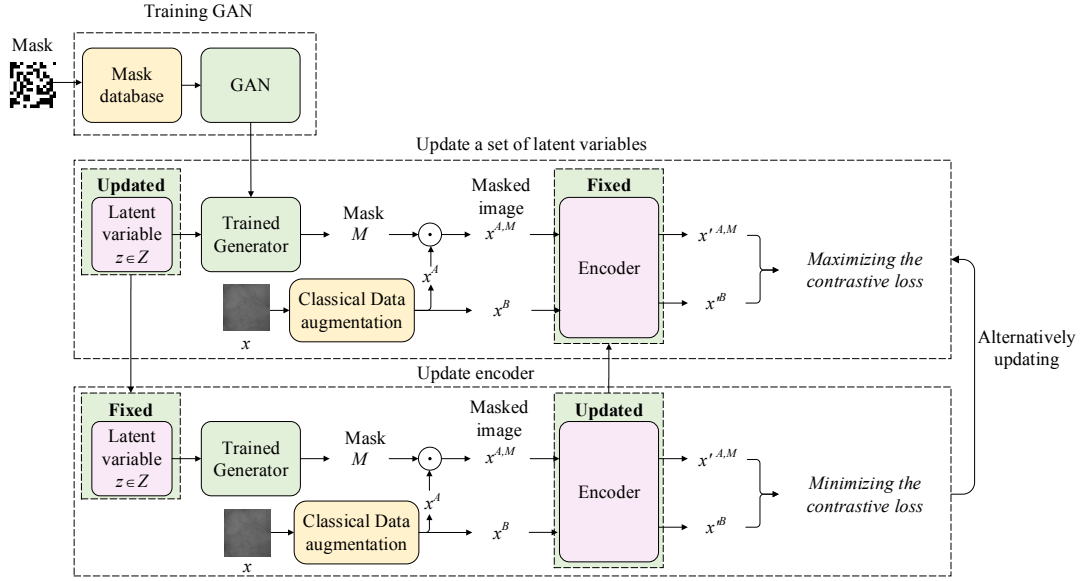 Training GAN
Mask
Mask
database
GAN
Update a set of latent variables
Updated
Latent
variable
z∈Z
Trained
Generator
Mask
M
Masked
image
x^{A,M}
Fixed
Encoder
x'^{A,M}
Maximizing the
contrastive loss
x^A
x
Classical Data
augmentation
x^B
x'^B
Alternatively
updating
Update encoder
Fixed
Latent
variable
z∈Z
Trained
Generator
Mask
M
Masked
image
x^{A,M}
Updated
Encoder
x'^{A,M}
Minimizing the
contrastive loss
x^A
x
Classical Data
augmentation
x^B
x'^B